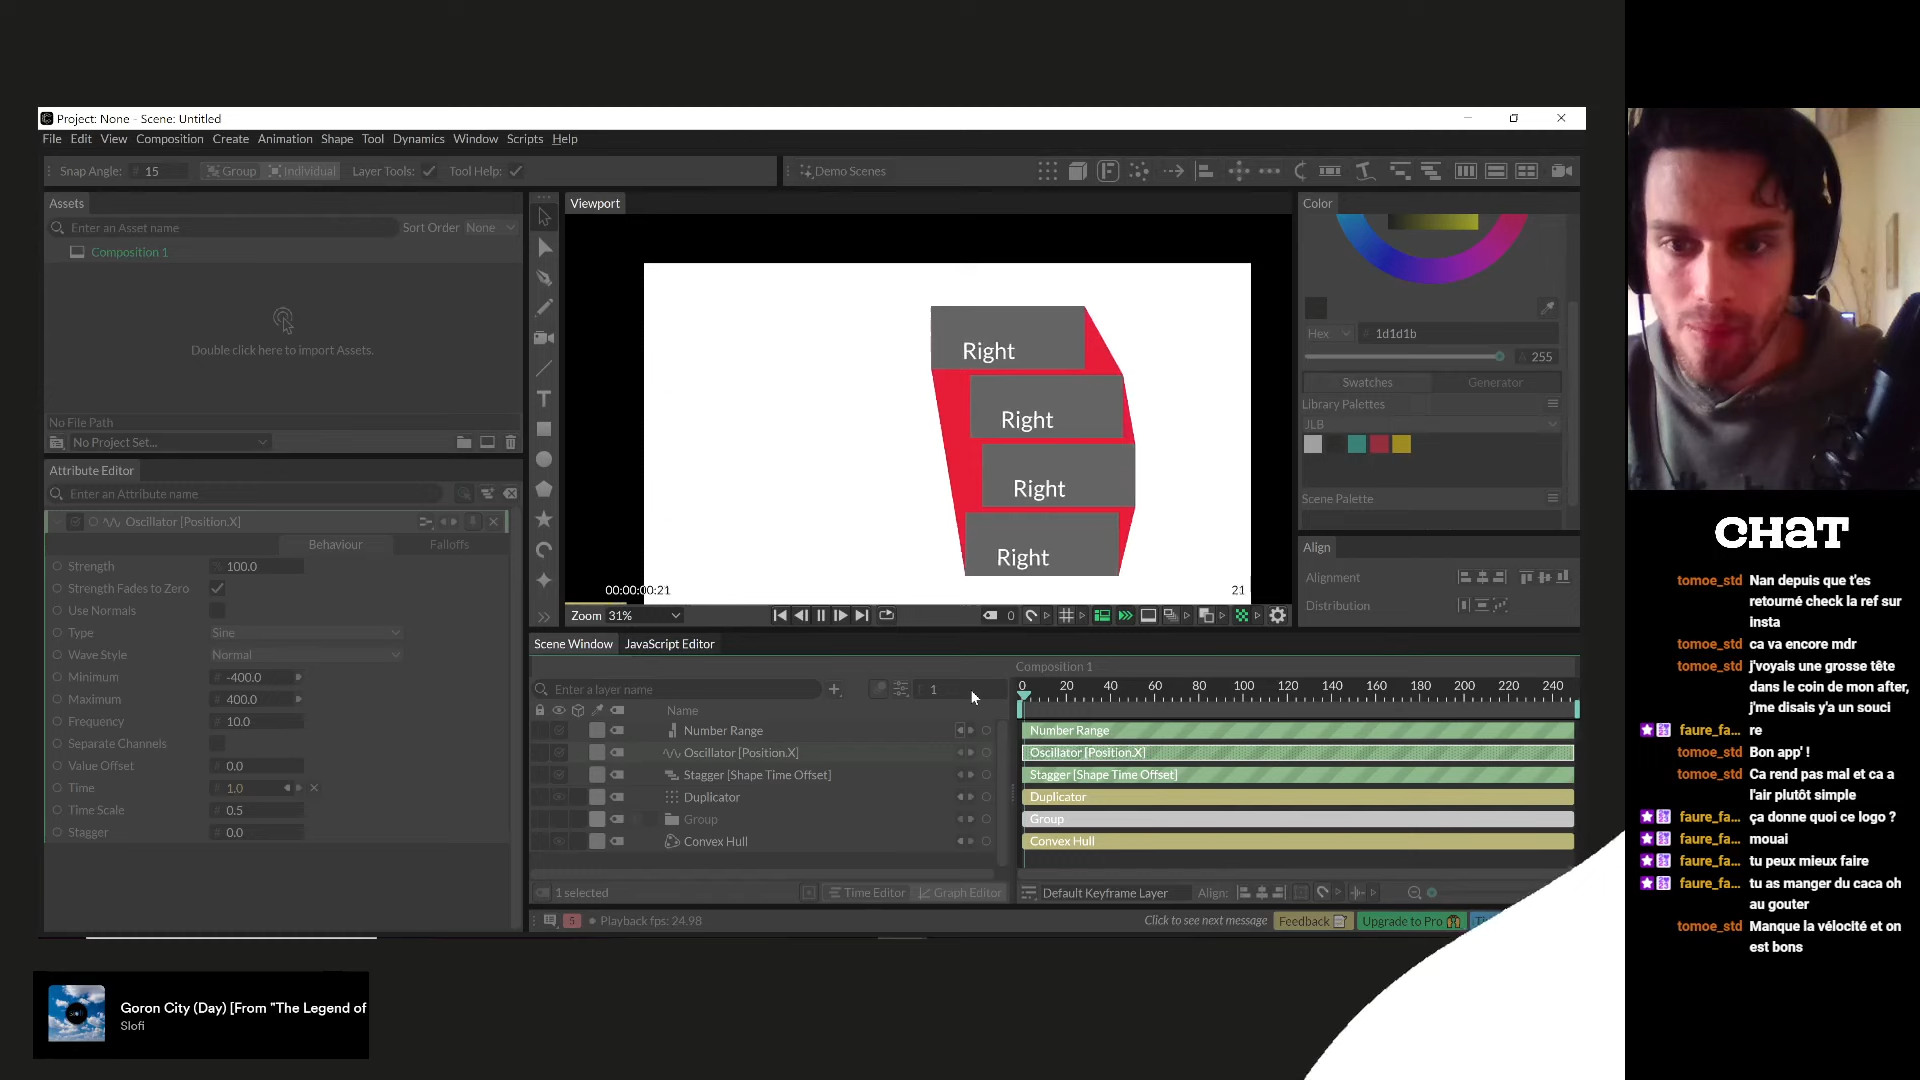 Project: None - Scene: Untitled
File Edit View Composition Create Animation Shape Tool Dynamics Window Scripts Help
Snap Angle: # 15 Group Individual Layer Tools: Tool Help: Demo Scenes
Assets
Enter an Asset name Sort Order None
Composition 1
Double click here to import Assets.
No File Path
No Project Set...
Attribute Editor
Enter an Attribute name
Oscillator [Position.X]
Behaviour Falloffs
Strength % 100.0
Strength Fades to Zero
Use Normals
Type Sine
Wave Style Normal
Minimum # -400.0
Maximum # 400.0
Frequency # 10.0
Separate Channels
Value Offset # 0.0
Time # 1.0
Time Scale # 0.5
Stagger # 0.0
Viewport
Right
Right
Right
Right
00:00:00:21 21
Zoom 31% 0
Color
Hex # 1d1d1b
A 255
Swatches Generator
Library Palettes
JLB
Scene Palette
Align
Alignment
Distribution
Scene Window JavaScript Editor
Composition 1
Enter a layer name 1
0 20 40 60 80 100 120 140 160 180 200 220 240
Name
Number Range Number Range
Oscillator [Position.X] Oscillator [Position.X]
Stagger [Shape Time Offset] Stagger [Shape Time Offset]
Duplicator Duplicator
Group Group
Convex Hull Convex Hull
1 selected Time Editor Graph Editor Default Keyframe Layer Align:
5 Playback fps: 24.98 Click to see next message Feedback Upgrade to Pro
Goron City (Day) [From "The Legend of
Slofi
CHAT
tomoe_std Nan depuis que t'es
retourné check la ref sur
insta
tomoe_std ca va encore mdr
tomoe_std j'voyais une grosse tête
dans le coin de mon after,
j'me disais y'a un souci
faure_fa... re
tomoe_std Bon app' !
tomoe_std Ca rend pas mal et ca a
l'air plutôt simple
faure_fa... ça donne quoi ce logo ?
faure_fa... mouai
faure_fa... tu peux mieux faire
faure_fa... tu as manger du caca oh
au gouter
tomoe_std Manque la vélocité et on
est bons